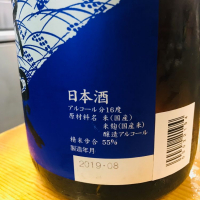 日本酒
アルコール分16度
原材料名 米(国産)
米麹(国産米)
醸造アルコール
精米歩合 55%
製造年月
2019-08